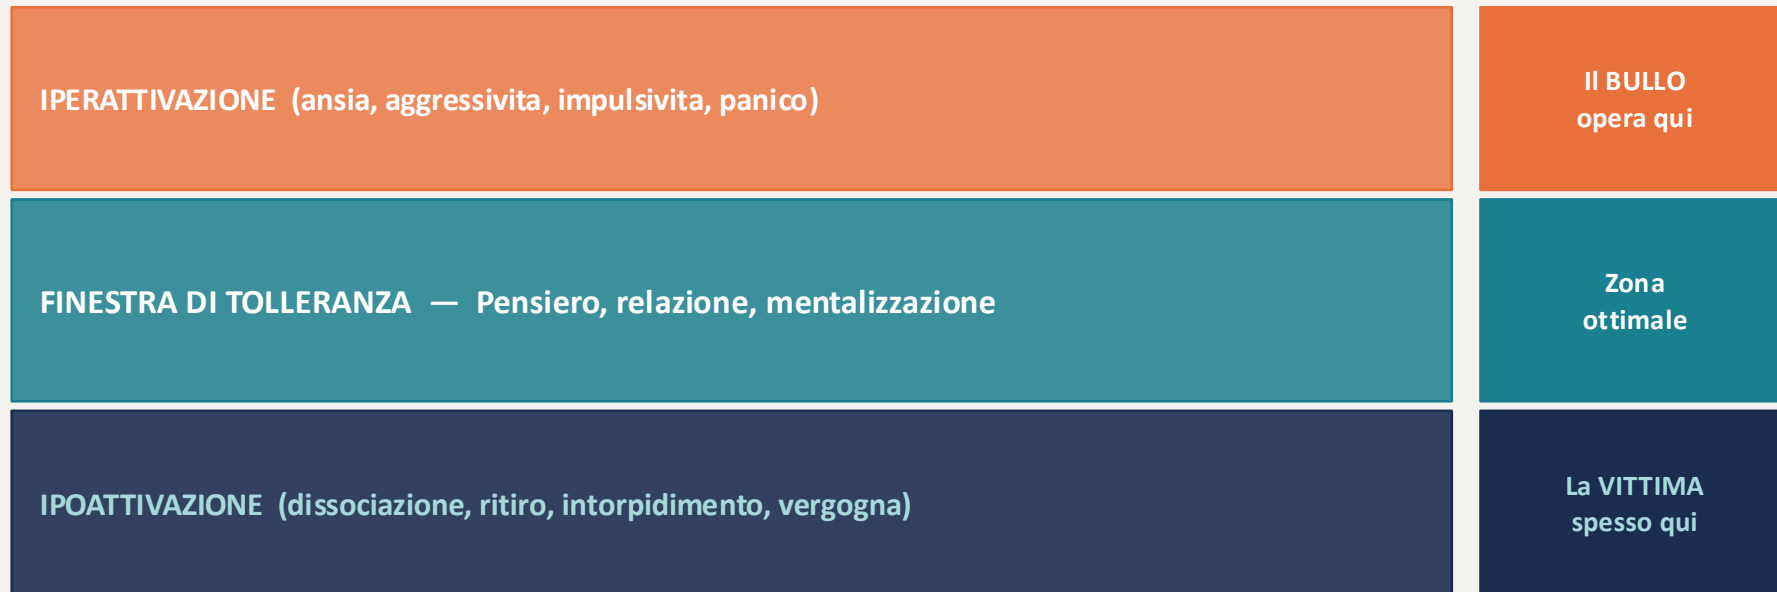 IPERATTIVAZIONE (ansia, aggressivita, impulsivita, panico)
Il BULLO
opera qui
FINESTRA DI TOLLERANZA — Pensiero, relazione, mentalizzazione
Zona
ottimale
IPOATTIVAZIONE (dissociazione, ritiro, intorpidimento, vergogna)
La VITTIMA
spesso qui